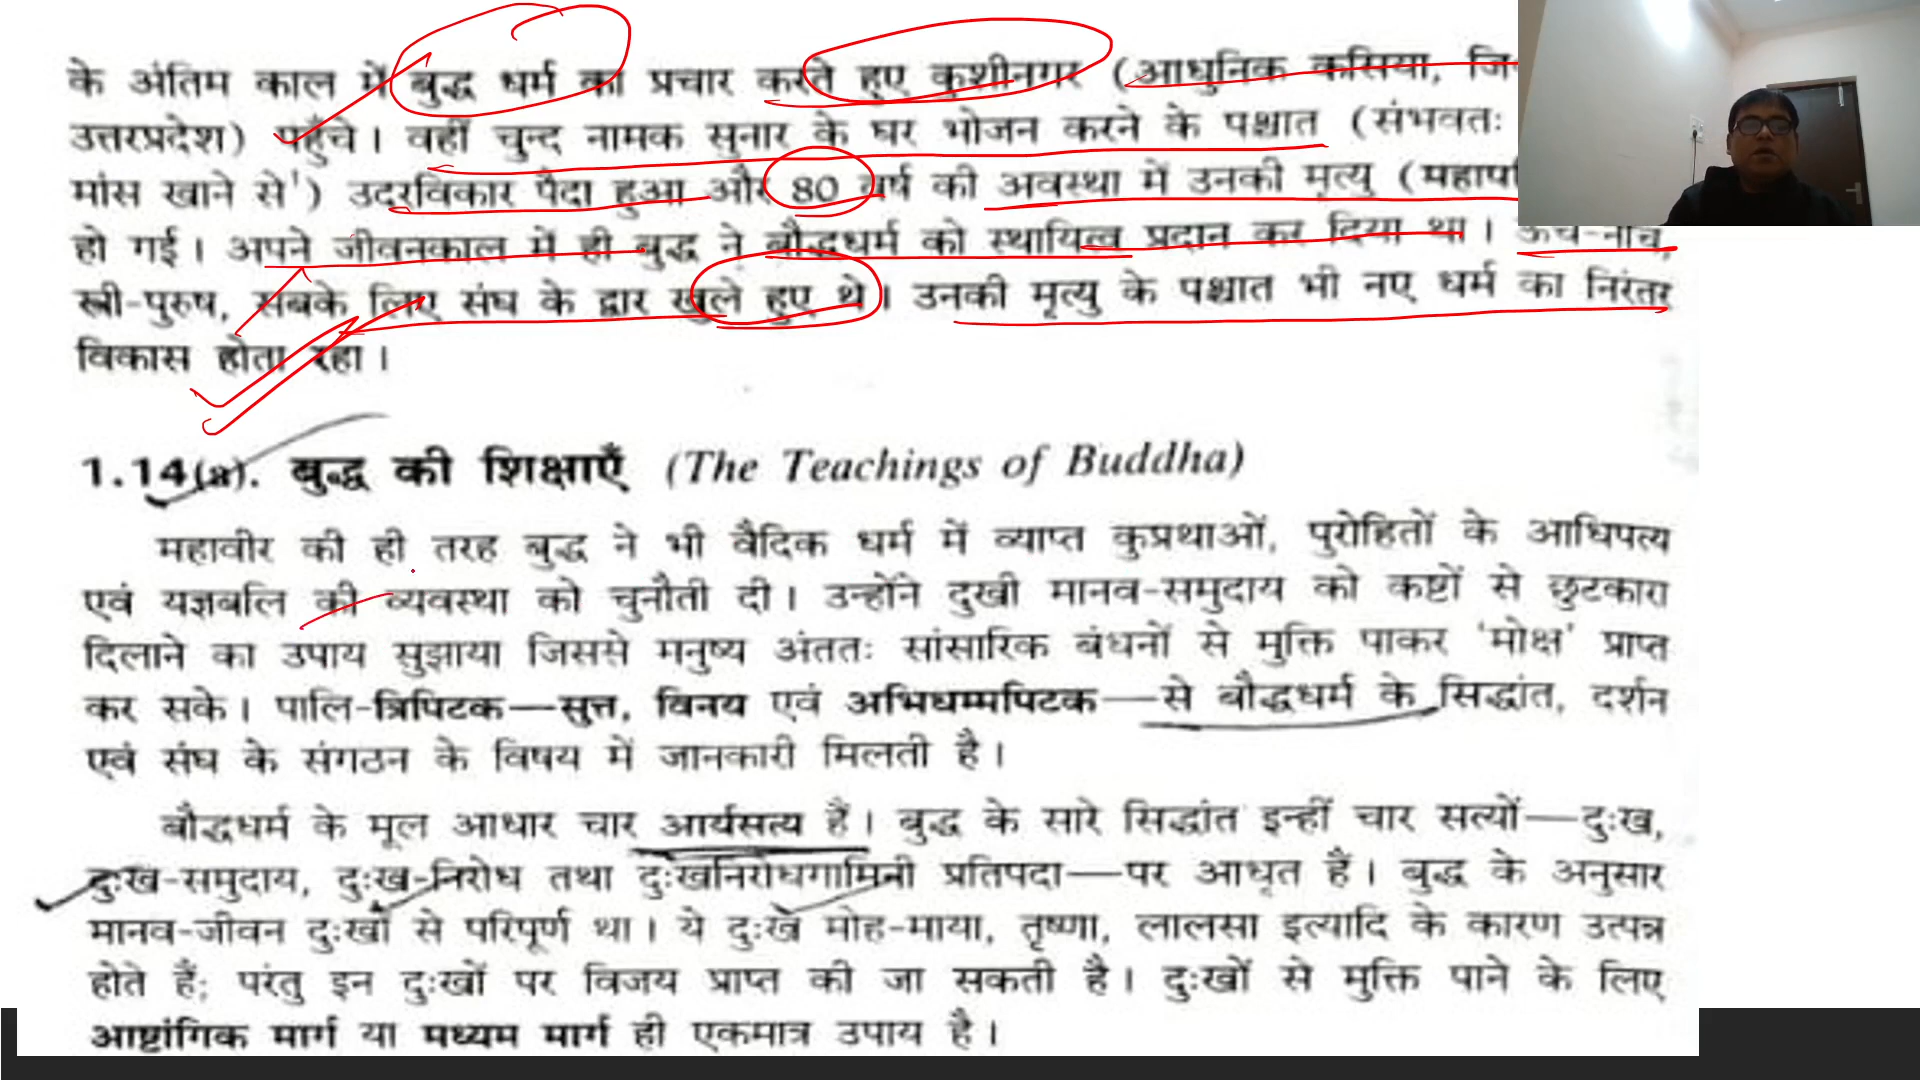 के अंतिम काल में बुद्ध धर्म का प्रचार करते हुए कुशीनगर (आधुनिक कसिया,
उत्तरप्रदेश) पहुँचे। वहीं चुन्द नामक सुनार के घर भोजन करने के पश्चात (संभवतः
मांस खाने से') उदरविकार पैदा हुआ और 80 वर्ष की अवस्था में उनकी मृत्यु
हो गई। अपने जीवनकाल में ही बुद्ध ने बौद्धधर्म को स्थायित्व प्रदान कर दिया था। ऊँच-नीच,
स्त्री-पुरुष, सबके लिए संघ के द्वार खुले हुए थे। उनकी मृत्यु के पश्चात भी नए धर्म का निरंतर
विकास होता रहा।
1.14(a). बुद्ध की शिक्षाएँ (The Teachings of Buddha)
महावीर की ही तरह बुद्ध ने भी वैदिक धर्म में व्याप्त कुप्रथाओं, पुरोहितों के आधिपत्य
एवं यज्ञबलि की व्यवस्था को चुनौती दी। उन्होंने दुखी मानव-समुदाय को कष्टों से छुटकारा
दिलाने का उपाय सुझाया जिससे मनुष्य अंततः सांसारिक बंधनों से मुक्ति पाकर 'मोक्ष' प्राप्त
कर सके। पालि-त्रिपिटक—सुत्त, विनय एवं अभिधम्मपिटक—से बौद्धधर्म के सिद्धांत, दर्शन
एवं संघ के संगठन के विषय में जानकारी मिलती है।
बौद्धधर्म के मूल आधार चार आर्यसत्य हैं। बुद्ध के सारे सिद्धांत इन्हीं चार सत्यों—दुःख,
दुःख-समुदाय, दुःख-निरोध तथा दुःखनिरोधगामिनी प्रतिपदा—पर आधृत हैं। बुद्ध के अनुसार
मानव-जीवन दुःखों से परिपूर्ण था। ये दुःख मोह-माया, तृष्णा, लालसा इत्यादि के कारण उत्पन्न
होते हैं; परंतु इन दुःखों पर विजय प्राप्त की जा सकती है। दुःखों से मुक्ति पाने के लिए
आष्टांगिक मार्ग या मध्यम मार्ग ही एकमात्र उपाय है।